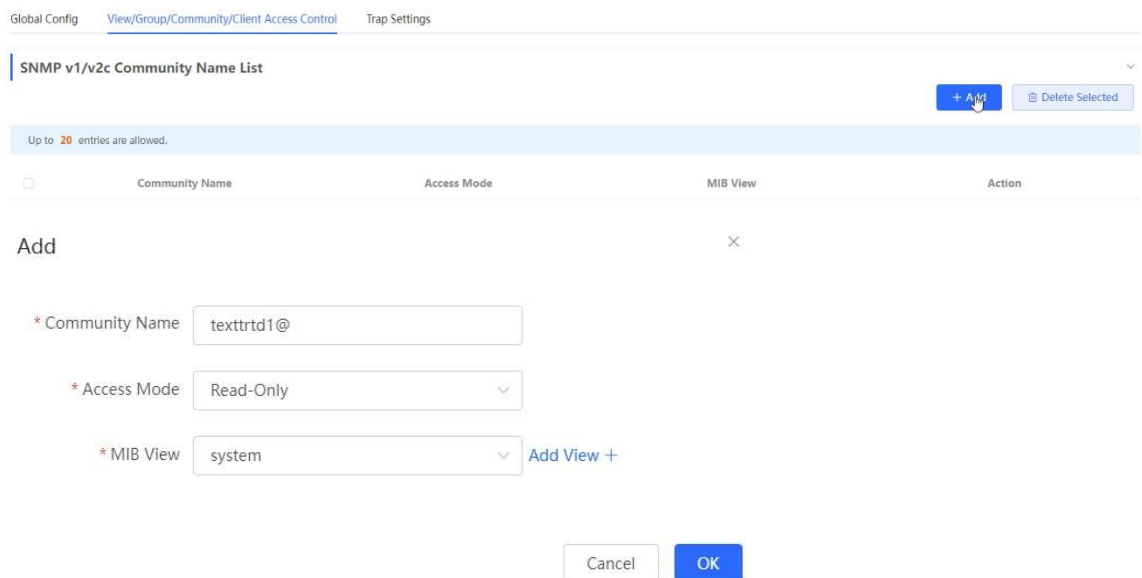 Global Config View/Group/Community/Client Access Control Trap Settings
SNMP v1/v2c Community Name List
+ Add Delete Selected
Up to 20 entries are allowed.
Community Name Access Mode MIB View Action
Add
* Community Name texttrtd1@
* Access Mode Read-Only
* MIB View system Add View +
Cancel OK